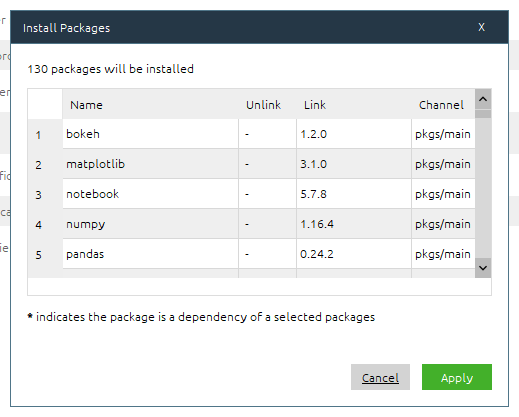 Install Packages X
130 packages will be installed
Name Unlink Link Channel
1 bokeh - 1.2.0 pkgs/main
2 matplotlib - 3.1.0 pkgs/main
3 notebook - 5.7.8 pkgs/main
4 numpy - 1.16.4 pkgs/main
5 pandas - 0.24.2 pkgs/main
* indicates the package is a dependency of a selected packages
Cancel Apply